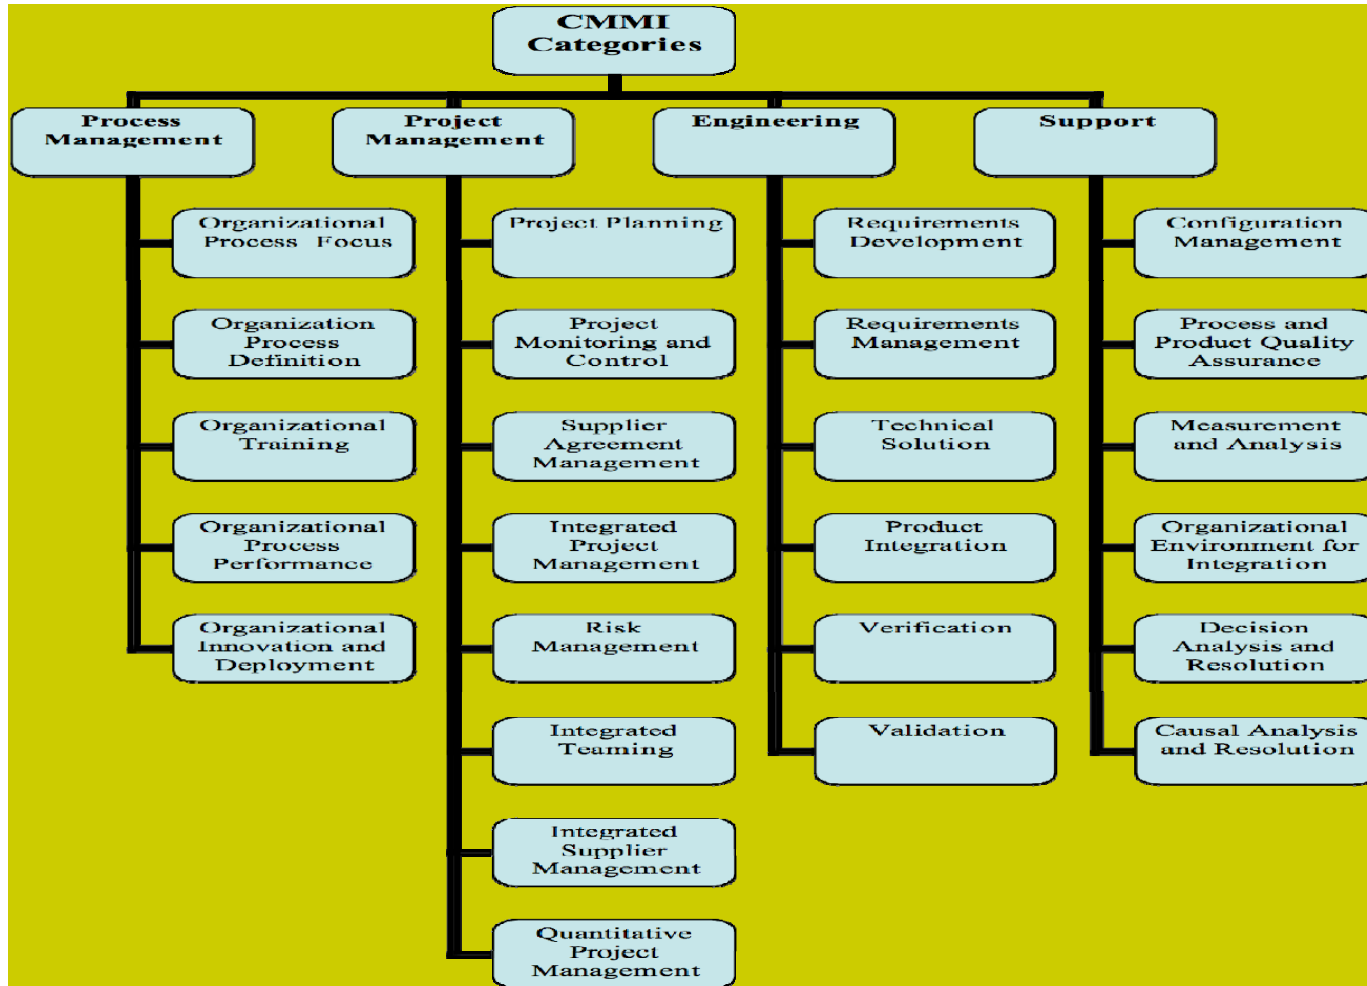 CMMI
Categories
Process
Management
Project
Management
Engineering
Support
Organizational
Process Focus
Organization
Process
Definition
Organizational
Training
Organizational
Process
Performance
Organizational
Innovation and
Deployment
Project Planning
Project
Monitoring and
Control
Supplier
Agreement
Management
Integrated
Project
Management
Risk
Management
Integrated
Teaming
Integrated
Supplier
Management
Quantitative
Project
Management
Requirements
Development
Requirements
Management
Technical
Solution
Product
Integration
Verification
Validation
Configuration
Management
Process and
Product Quality
Assurance
Measurement
and Analysis
Organizational
Environment for
Integration
Decision
Analysis and
Resolution
Causal Analysis
and Resolution